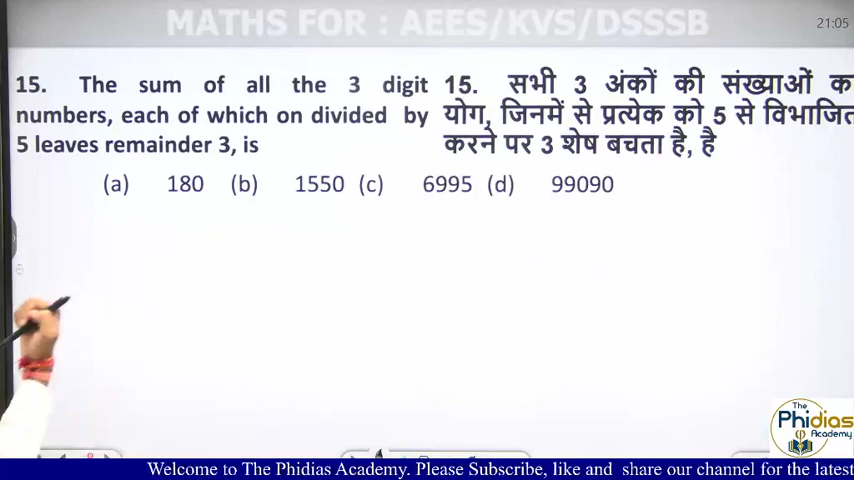 MATHS FOR : AEES/KVS/DSSSB
21:05
15. The sum of all the 3 digit
numbers, each of which on divided by
5 leaves remainder 3, is
15. सभी 3 अंकों की संख्याओं क
योग, जिनमें से प्रत्येक को 5 से विभाजित
करने पर 3 शेष बचता है, है
(a) 180 (b) 1550 (c) 6995 (d) 99090
The
Phidias
Academy
Welcome to The Phidias Academy. Please Subscribe, like and share our channel for the latest